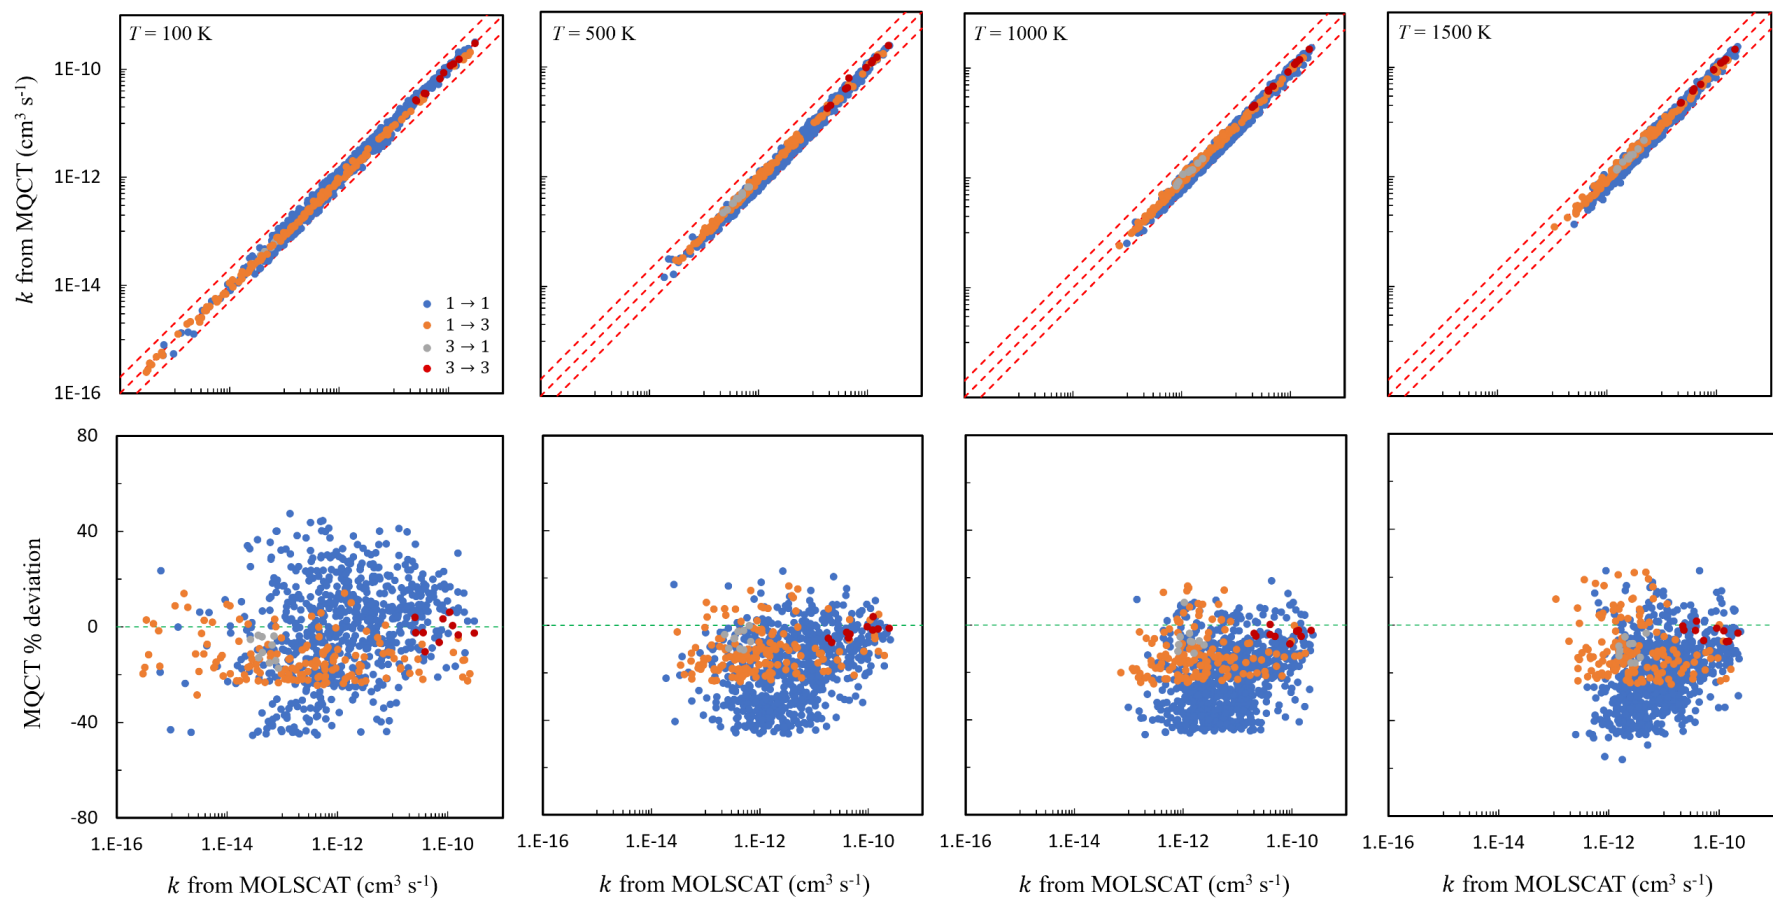 T = 100 K
T = 500 K
T = 1000 K
T = 1500 K
k from MQCT (cm³ s⁻¹)
1E-10
1E-12
1E-14
1E-16
1 → 1
1 → 3
3 → 1
3 → 3
MQCT % deviation
80
40
0
-40
-80
1.E-16 1.E-14 1.E-12 1.E-10
1.E-16 1.E-14 1.E-12 1.E-10
1.E-16 1.E-14 1.E-12 1.E-10
1.E-16 1.E-14 1.E-12 1.E-10
k from MOLSCAT (cm³ s⁻¹)
k from MOLSCAT (cm³ s⁻¹)
k from MOLSCAT (cm³ s⁻¹)
k from MOLSCAT (cm³ s⁻¹)